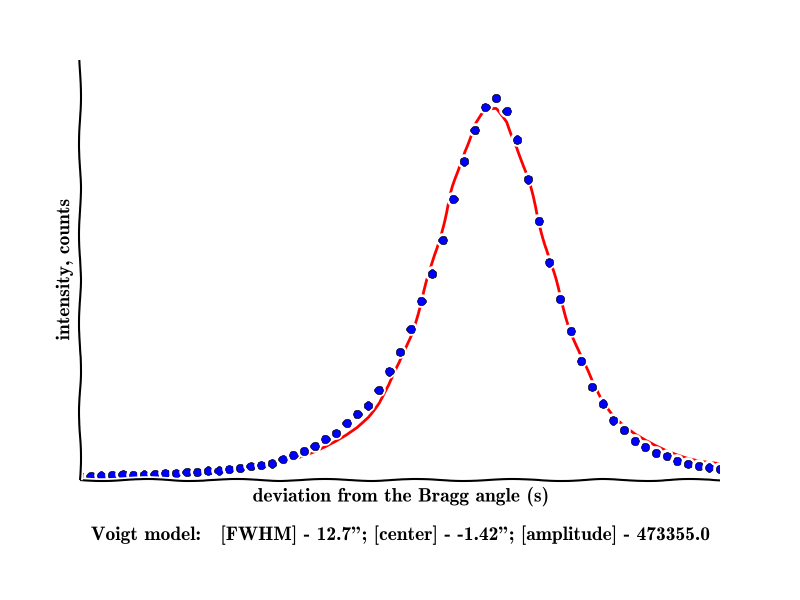 intensity, counts
deviation from the Bragg angle (s)
Voigt model: [FWHM] - 12.7”; [center] - -1.42”; [amplitude] - 473355.0